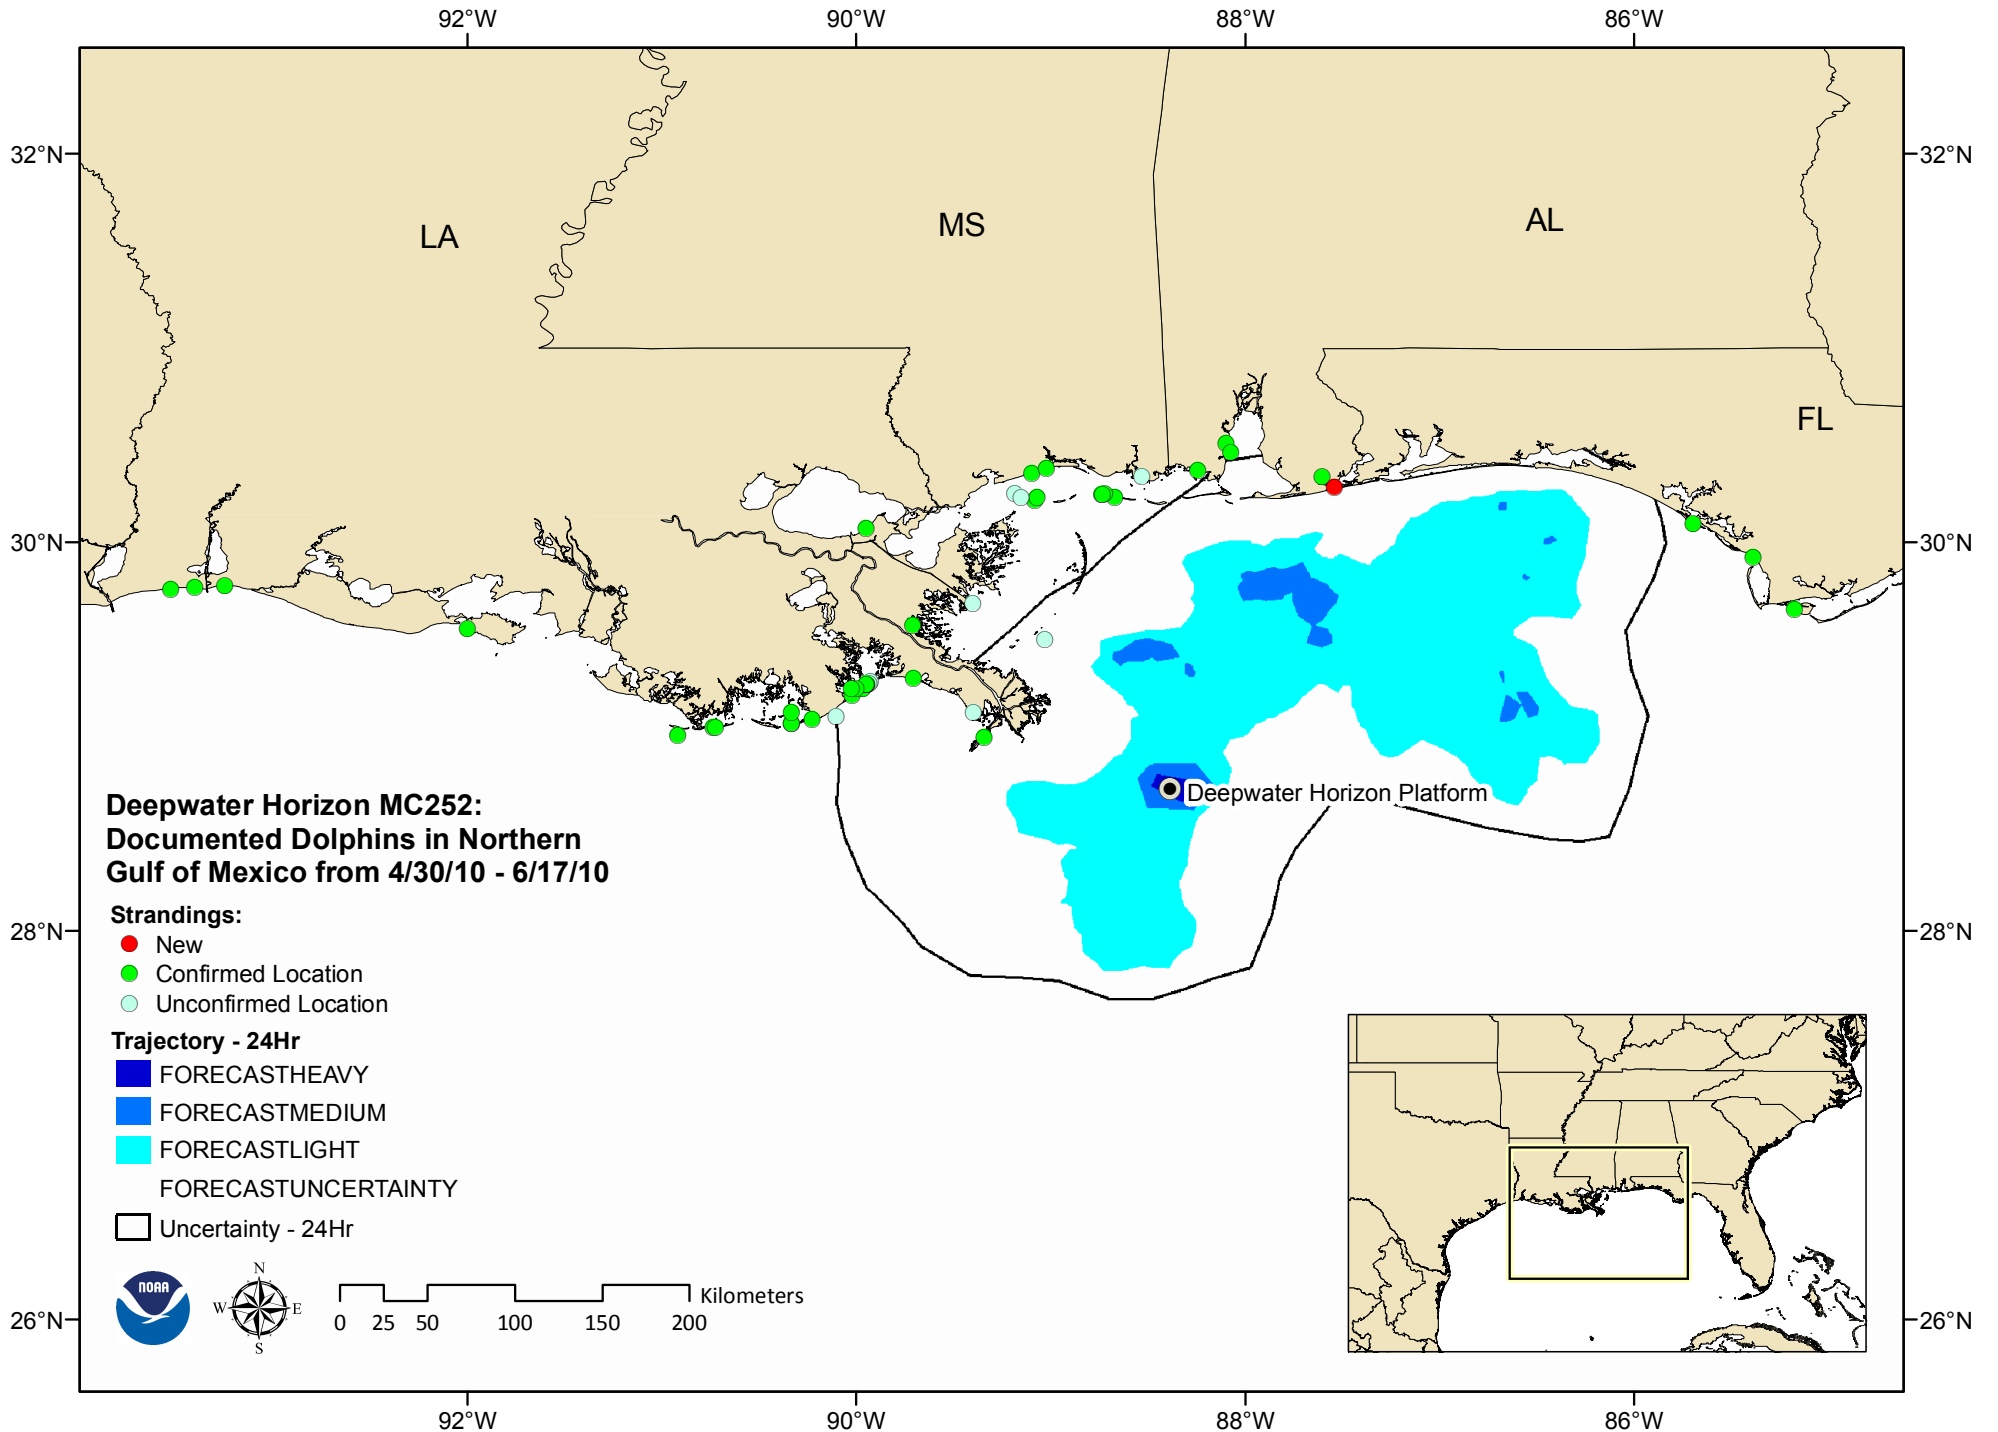 92°W 90°W 88°W 86°W
32°N 32°N
LA MS AL
FL
30°N 30°N
Deepwater Horizon Platform
Deepwater Horizon MC252:
Documented Dolphins in Northern
Gulf of Mexico from 4/30/10 - 6/17/10
Strandings:
28°N 28°N
New
Confirmed Location
Unconfirmed Location
Trajectory - 24Hr
FORECASTHEAVY
FORECASTMEDIUM
FORECASTLIGHT
FORECASTUNCERTAINTY
Uncertainty - 24Hr
NOAA
N
W E
S
Kilometers
0 25 50 100 150 200
26°N 26°N
92°W 90°W 88°W 86°W